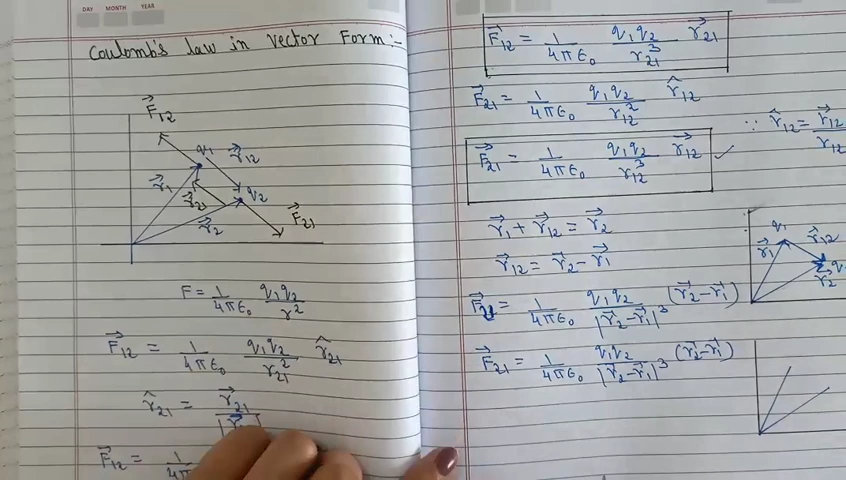 DAY MONTH YEAR
Coulomb's law in vector Form:-
F⃗₁₂
q₁ r⃗₁₂
r⃗₁ r⃗₂₁ q₂
r⃗₂ F⃗₂₁
F = 1/4πϵ₀ q₁q₂/r²
F⃗₁₂ = 1/4πϵ₀ q₁q₂/r₂₁² r̂₂₁
r̂₂₁ = r⃗₂₁/
F⃗₁₂ = 1/4π
F⃗₁₂ = 1/4πϵ₀ q₁q₂/r₂₁³ r⃗₂₁
F⃗₂₁ = 1/4πϵ₀ q₁q₂/r₁₂² r̂₁₂
∵ r̂₁₂ = r⃗₁₂/r₁₂
F⃗₂₁ = 1/4πϵ₀ q₁q₂/r₁₂³ r⃗₁₂ ✓
r⃗₁ + r⃗₁₂ = r⃗₂
r⃗₁₂ = r⃗₂ - r⃗₁
q₁ r⃗₁₂
r⃗₁ r⃗₂
= 1/4πϵ₀ q₁q₂/|r⃗₂-r⃗₁|³ (r⃗₂-r⃗₁)
F⃗₂₁ = 1/4πϵ₀ q₁q₂/|r⃗₂-r⃗₁|³ (r⃗₂-r⃗₁)